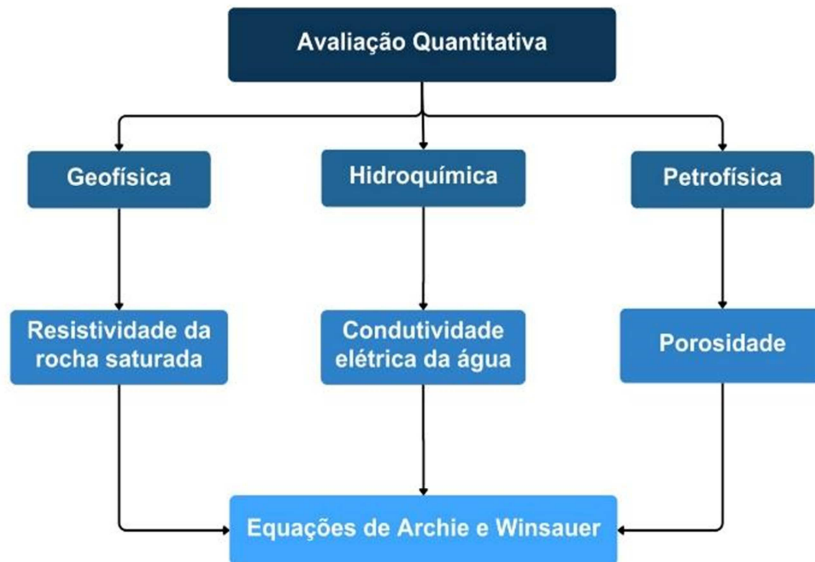 Avaliação Quantitativa
Geofísica
Hidroquímica
Petrofísica
Resistividade da
rocha saturada
Condutividade
elétrica da água
Porosidade
Equações de Archie e Winsauer